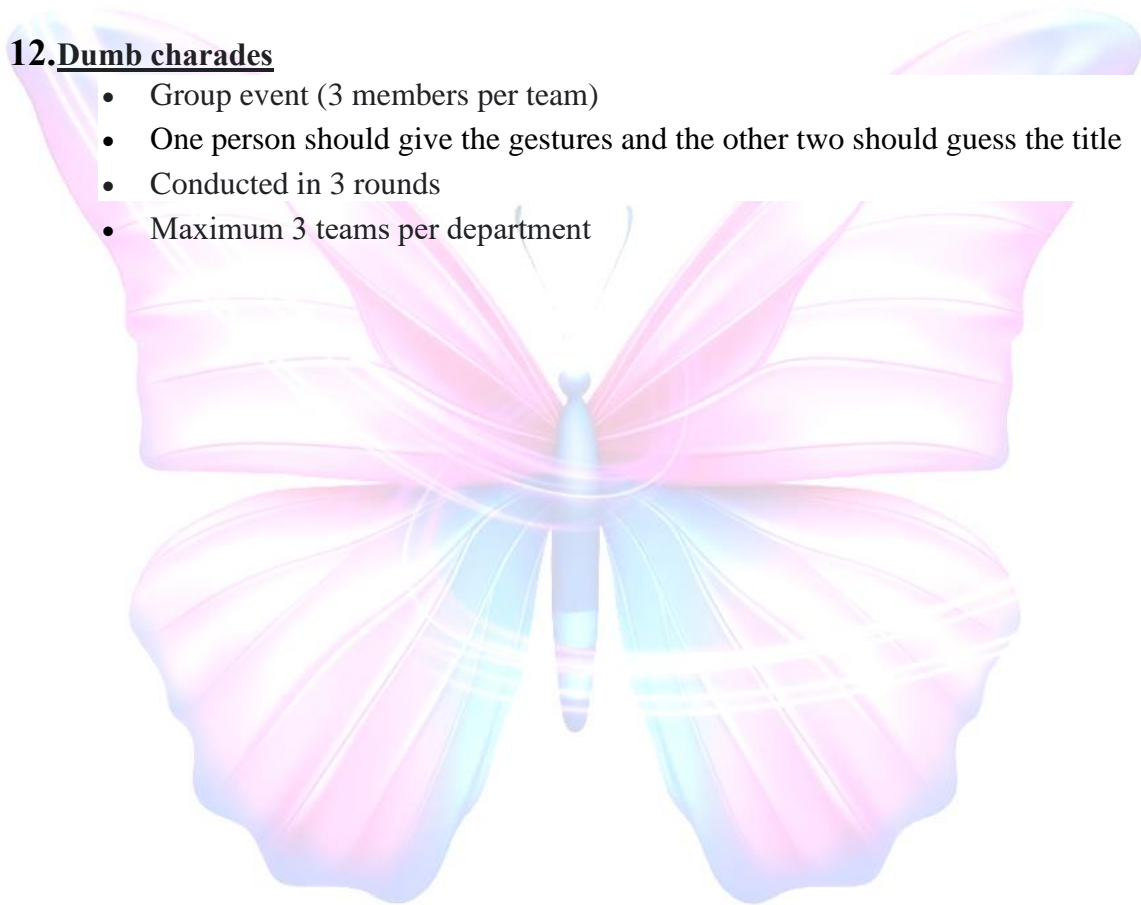 12.Dumb charades
• Group event (3 members per team)
• One person should give the gestures and the other two should guess the title
• Conducted in 3 rounds
• Maximum 3 teams per department